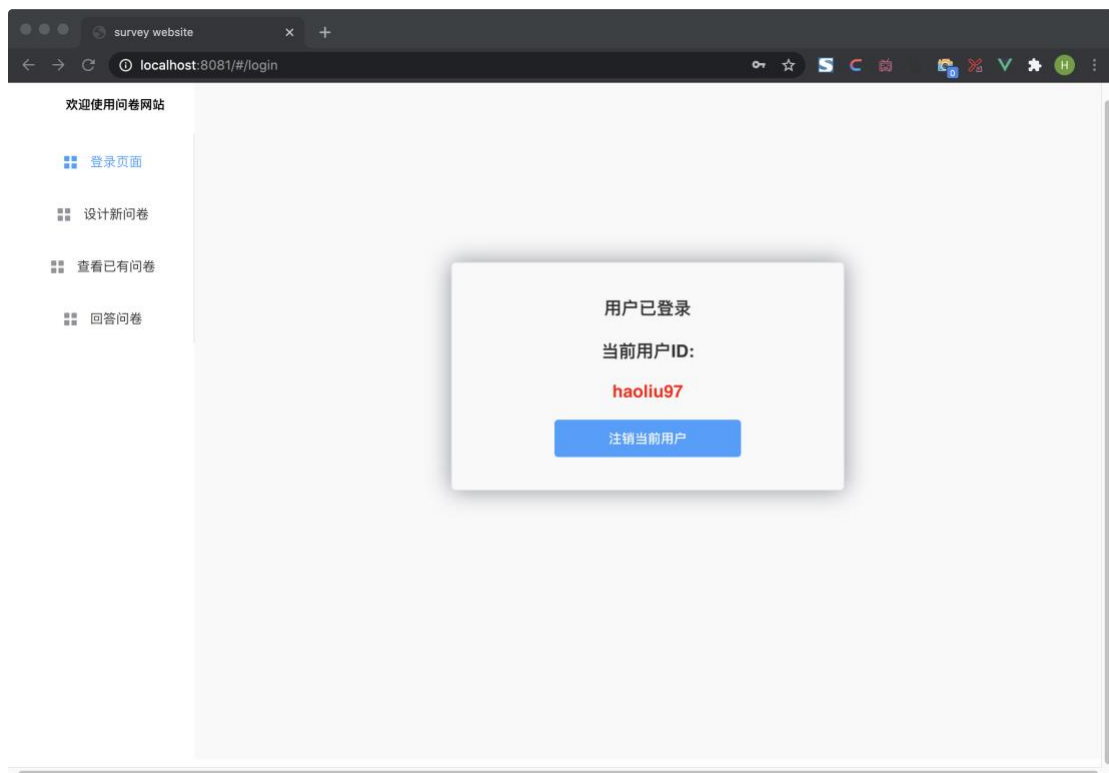 survey website
localhost:8081/#/login
H
欢迎使用问卷网站
登录页面
设计新问卷
查看已有问卷
回答问卷
用户已登录
当前用户ID:
haoliu97
注销当前用户